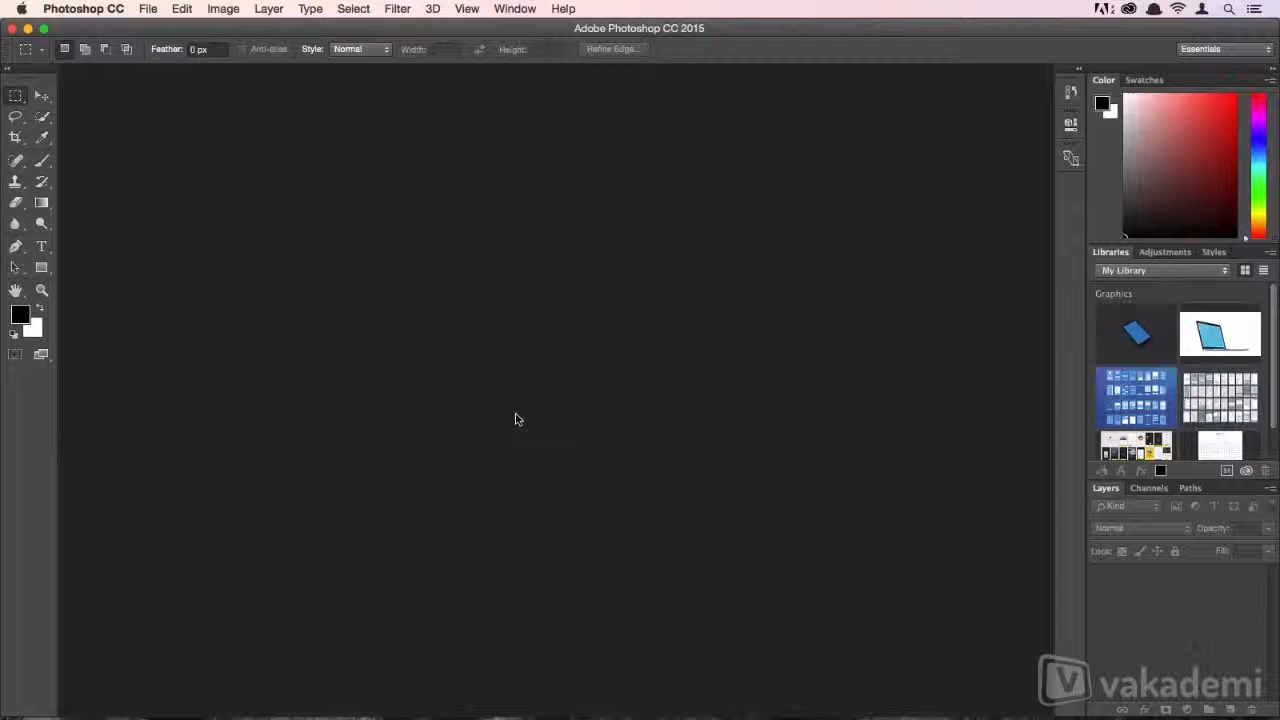 Photoshop CC File Edit Image Layer Type Select Filter 3D View Window Help
Adobe Photoshop CC 2015
Feather: 0 px Anti-alias Style: Normal Width: Height: Refine Edge... Essentials
Color Swatches
Libraries Adjustments Styles
My Library
Graphics
St
Layers Channels Paths
Kind
Normal Opacity:
Lock: Fill:
vakademi